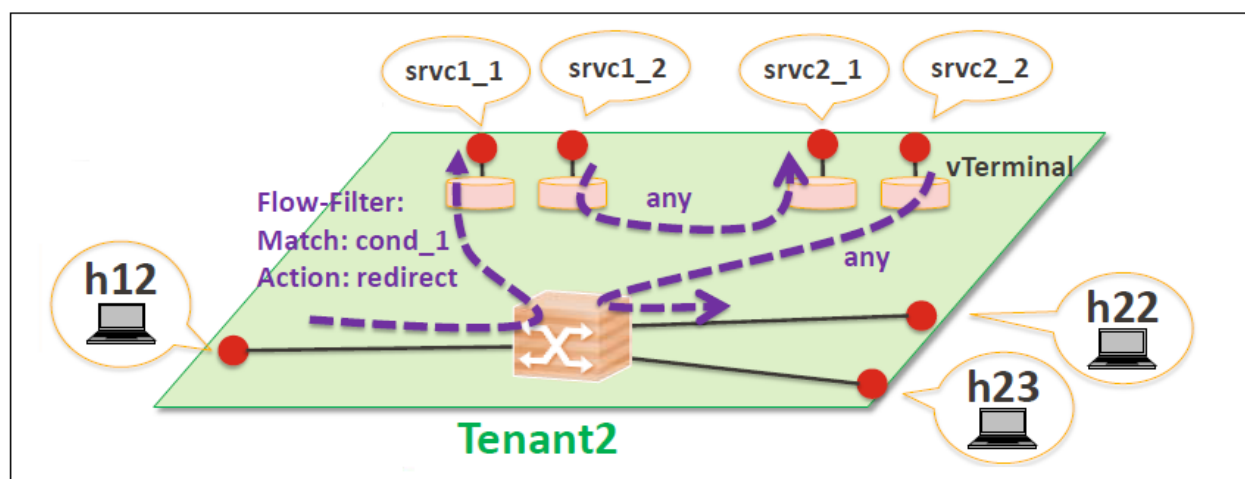 srvc1_1
srvc1_2
srvc2_1
srvc2_2
vTerminal
Flow-Filter:
Match: cond_1
Action: redirect
any
any
h12
h22
h23
Tenant2